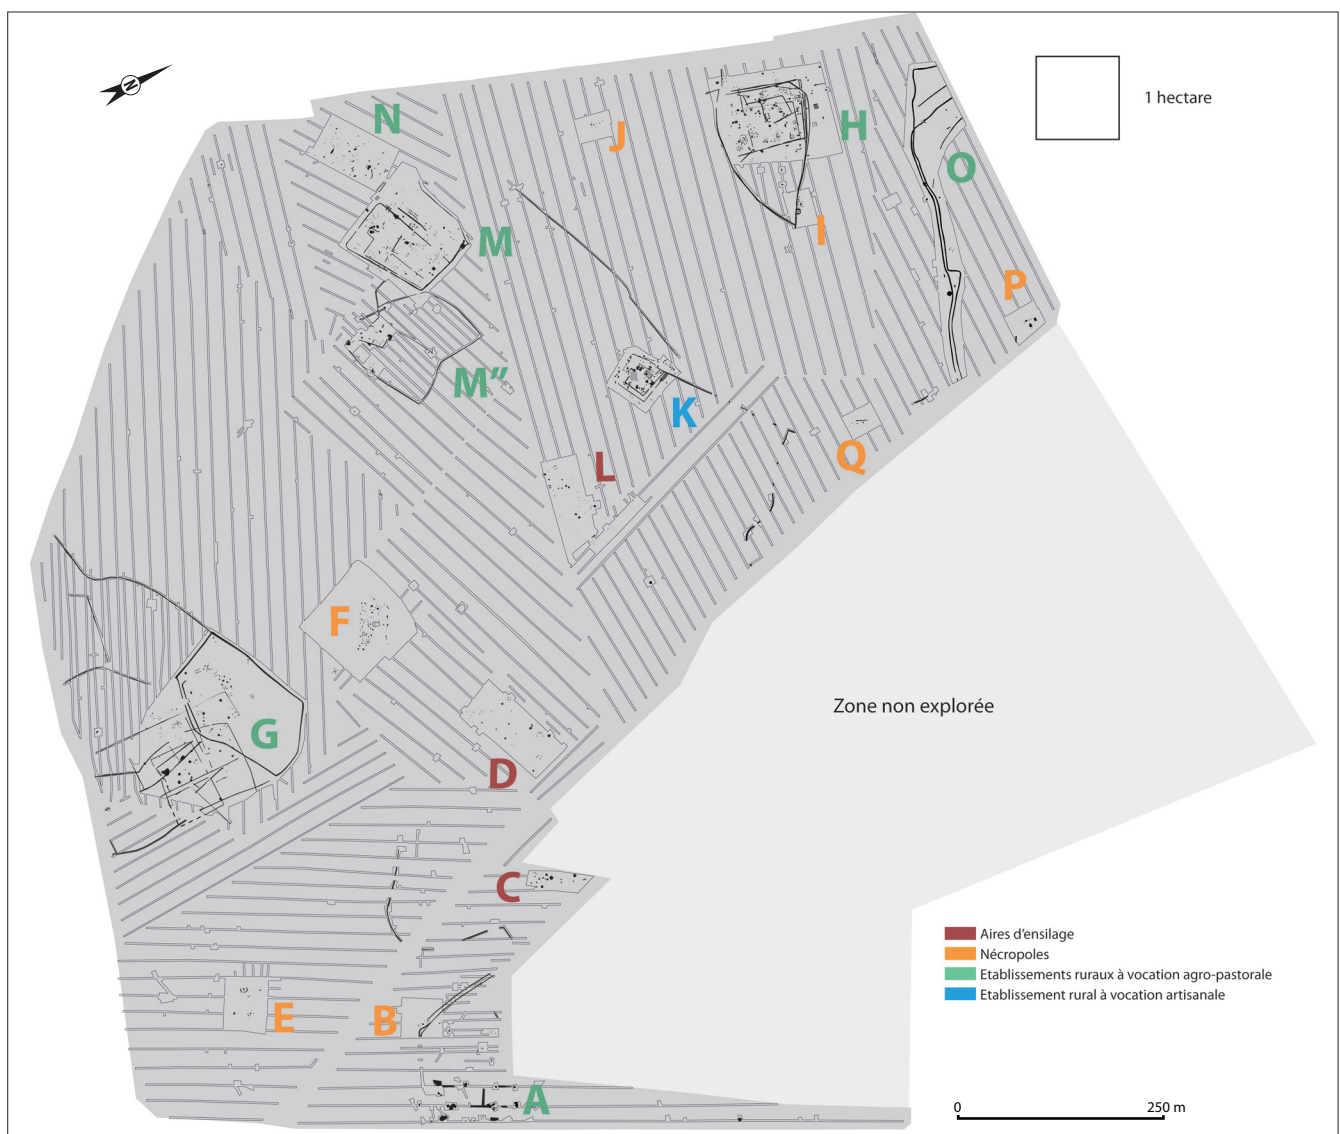 N
1 hectare
N
J
H
O
I
M
P
M"
K
Q
L
F
Zone non explorée
G
D
C
Aires d'ensilage
Nécropoles
Etablissements ruraux à vocation agro-pastorale
Etablissement rural à vocation artisanale
E
B
A
0
250 m